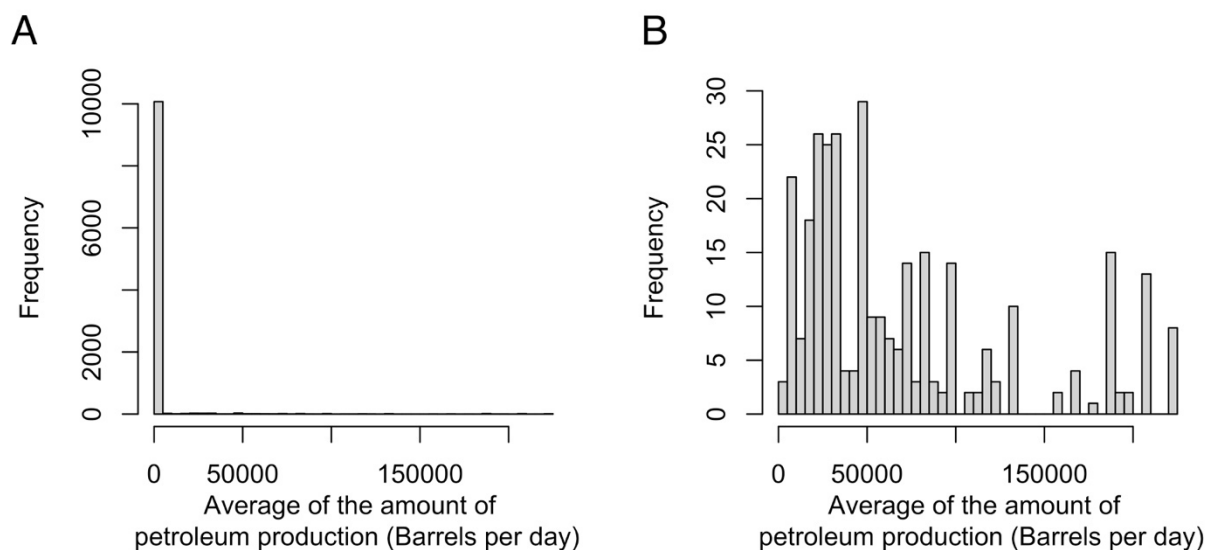 A
Frequency
0
2000
6000
10000
0
50000
150000
Average of the amount of
petroleum production (Barrels per day)
B
Frequency
0
5
10
15
20
25
30
0
50000
150000
Average of the amount of
petroleum production (Barrels per day)